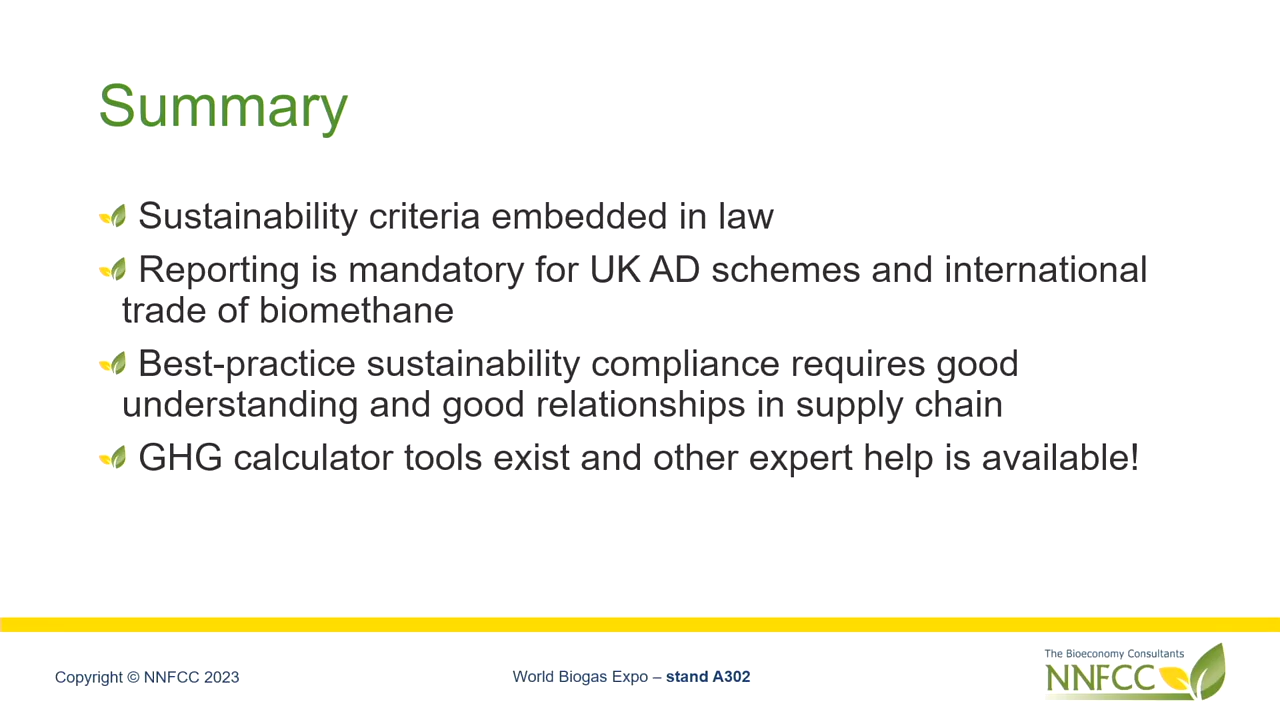 Summary
Sustainability criteria embedded in law
Reporting is mandatory for UK AD schemes and international
trade of biomethane
Best-practice sustainability compliance requires good
understanding and good relationships in supply chain
GHG calculator tools exist and other expert help is available!
Copyright © NNFCC 2023
World Biogas Expo – stand A302
The Bioeconomy Consultants
NNFCC